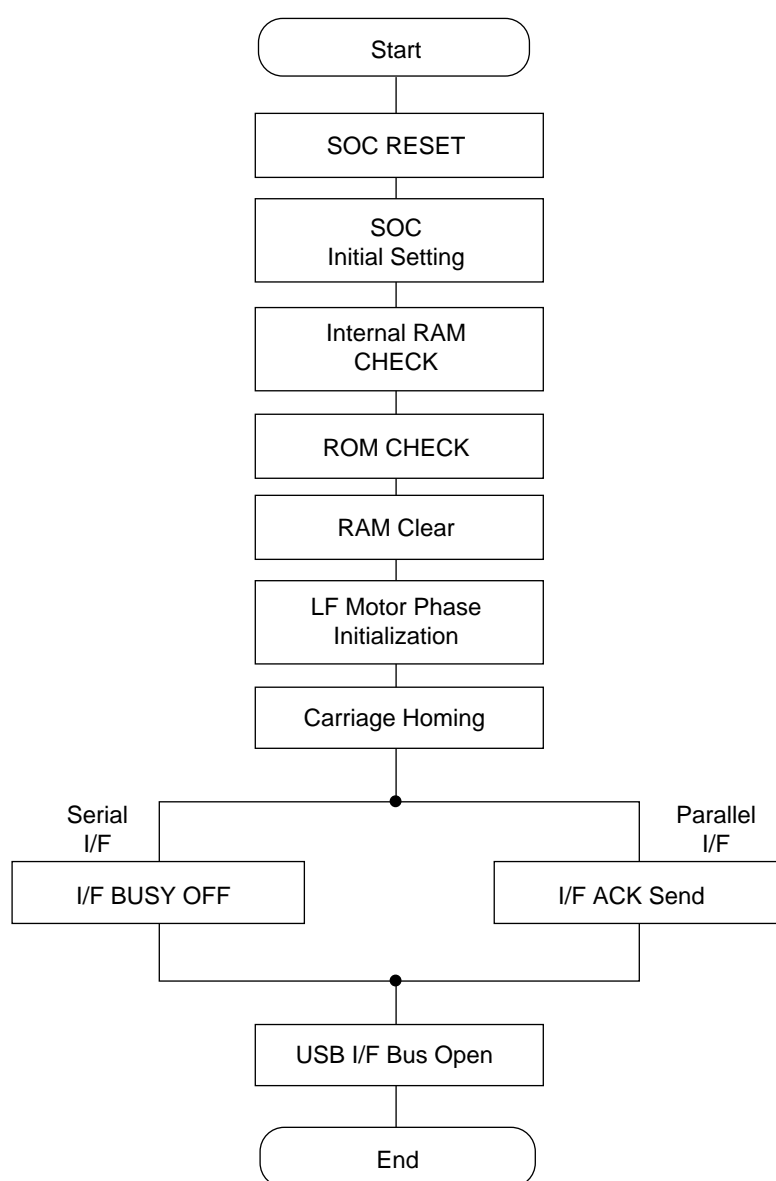 Start
SOC RESET
SOC
Initial Setting
Internal RAM
CHECK
ROM CHECK
RAM Clear
LF Motor Phase
Initialization
Carriage Homing
Serial
I/F
Parallel
I/F
I/F BUSY OFF
I/F ACK Send
USB I/F Bus Open
End